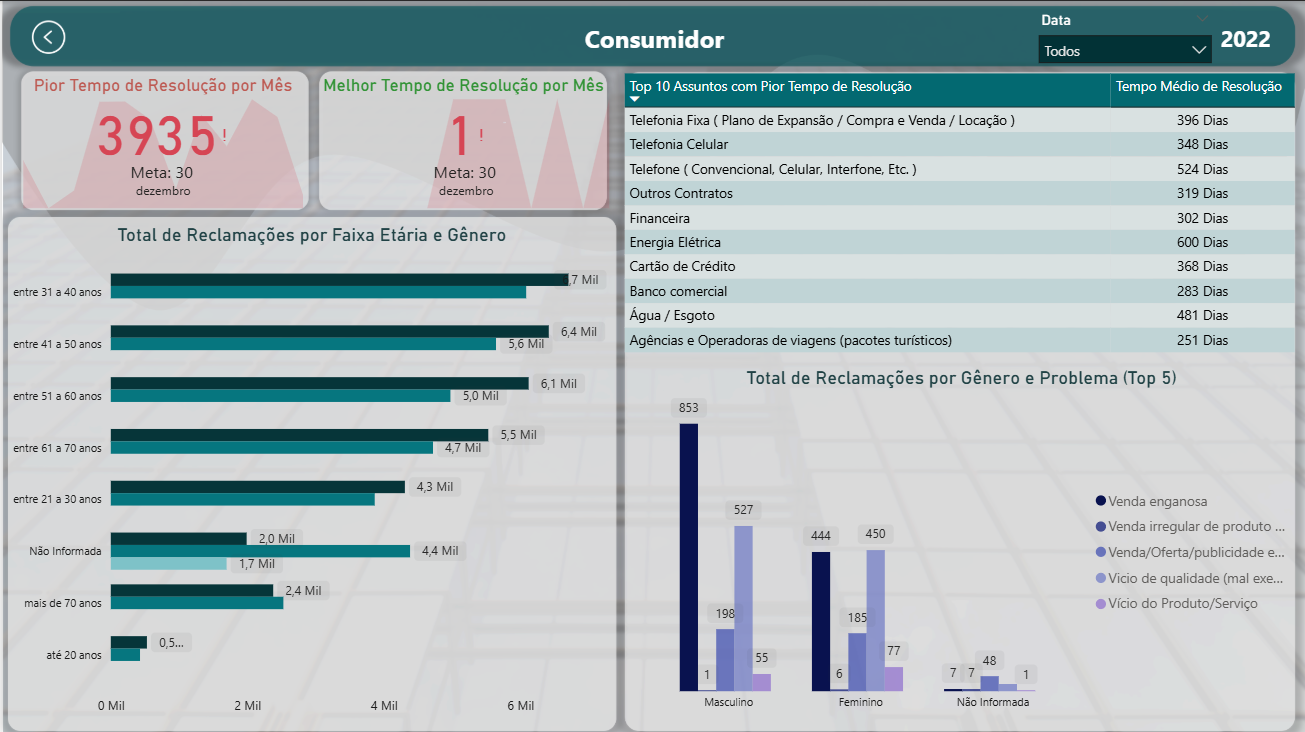 Consumidor
Data
Todos
2022
Pior Tempo de Resolução por Mês
3935!
Meta: 30
dezembro
Melhor Tempo de Resolução por Mês
1!
Meta: 30
dezembro
Top 10 Assuntos com Pior Tempo de Resolução Tempo Médio de Resolução
Telefonia Fixa ( Plano de Expansão / Compra e Venda / Locação ) 396 Dias
Telefonia Celular 348 Dias
Telefone ( Convencional, Celular, Interfone, Etc. ) 524 Dias
Outros Contratos 319 Dias
Financeira 302 Dias
Energia Elétrica 600 Dias
Cartão de Crédito 368 Dias
Banco comercial 283 Dias
Água / Esgoto 481 Dias
Agências e Operadoras de viagens (pacotes turísticos) 251 Dias
Total de Reclamações por Faixa Etária e Gênero
entre 31 a 40 anos
,7 Mil
entre 41 a 50 anos
6,4 Mil
5,6 Mil
entre 51 a 60 anos
6,1 Mil
5,0 Mil
entre 61 a 70 anos
5,5 Mil
4,7 Mil
entre 21 a 30 anos
4,3 Mil
Não Informada
2,0 Mil
4,4 Mil
1,7 Mil
mais de 70 anos
2,4 Mil
até 20 anos
0,5...
0 Mil 2 Mil 4 Mil 6 Mil
Total de Reclamações por Gênero e Problema (Top 5)
853
1
198
527
55
444
6
185
450
77
7
7
48
1
Masculino Feminino Não Informada
Venda enganosa
Venda irregular de produto ...
Venda/Oferta/publicidade e...
Vicio de qualidade (mal exe...
Vício do Produto/Serviço